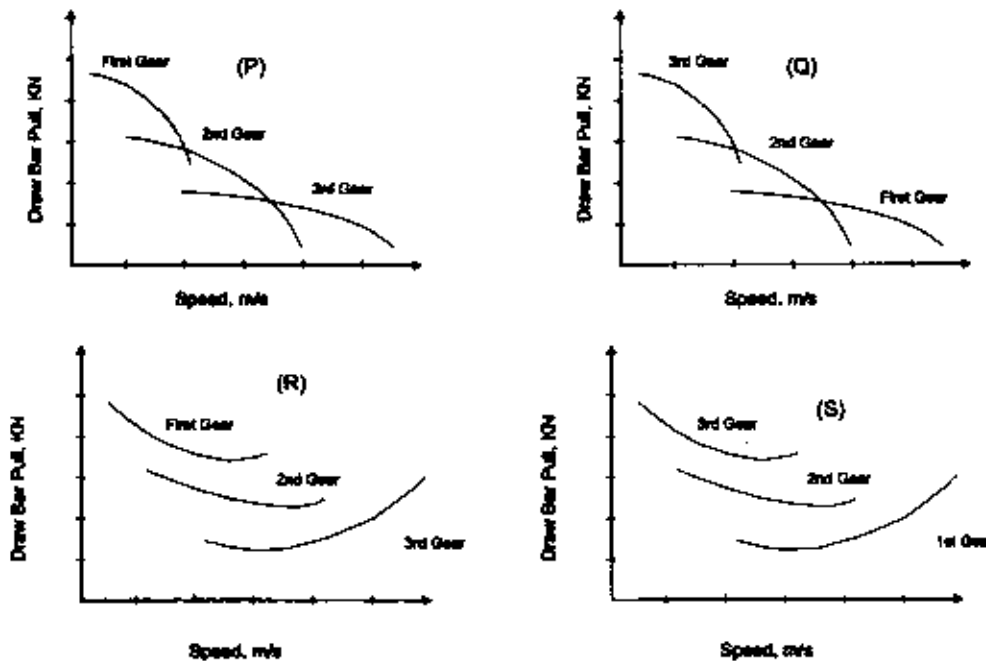 First Gear
(P)
2nd Gear
3rd Gear
Draw Bar Pull, KN
Speed, m/s
3rd Gear
(Q)
2nd Gear
First Gear
Draw Bar Pull, KN
Speed, m/s
(R)
First Gear
2nd Gear
3rd Gear
Draw Bar Pull, KN
Speed, m/s
(S)
3rd Gear
2nd Gear
1st Gear
Draw Bar Pull, KN
Speed, m/s